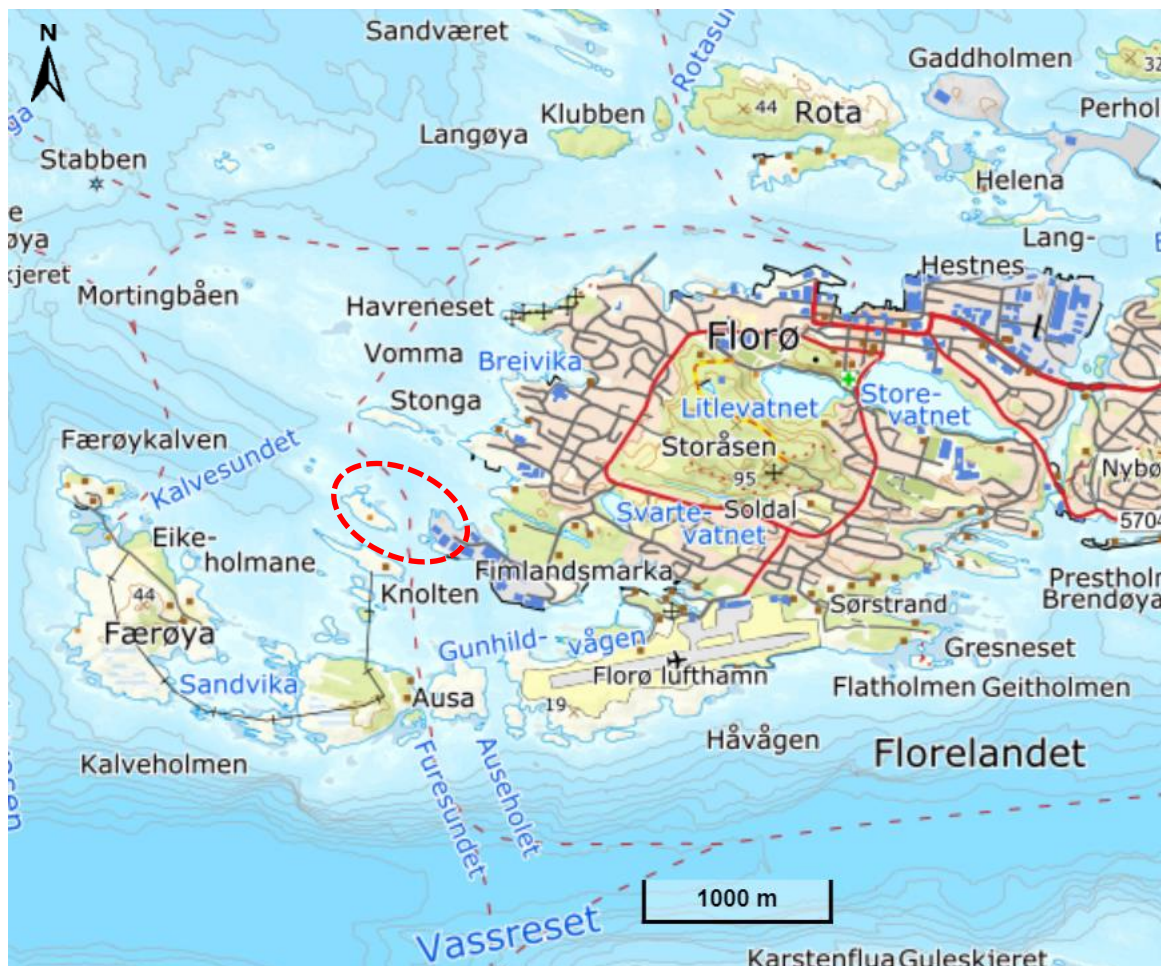 N
Sandværet
Rotasun
Gaddholmen
32
Klubben
44
Rota
Perhol
Langøya
Stabben
Helena
øya
kjeret
Lang-
Hestnes
Mortingbåen
Havreneset
Florø
Vomma
Breivika
Stonga
Litlevatnet
Store-
vatnet
Færøykalven
Storåsen
Kalvesundet
95
Nybø
Svarte-
vatnet
Soldal
5704
Eike-
holmane
Fimlandsmarka
44
Knolten
Prestholm
Brendøya
Sørstrand
Færøya
Gunhild-
vågen
Gresneset
Sandvika
Florø lufthamn
Ausa
19
Flatholmen
Geitholmen
Håvågen
Kalveholmen
Florelandet
Furesundet
Auseholet
1000 m
Vassreset
Karstenflua
Guleskjeret